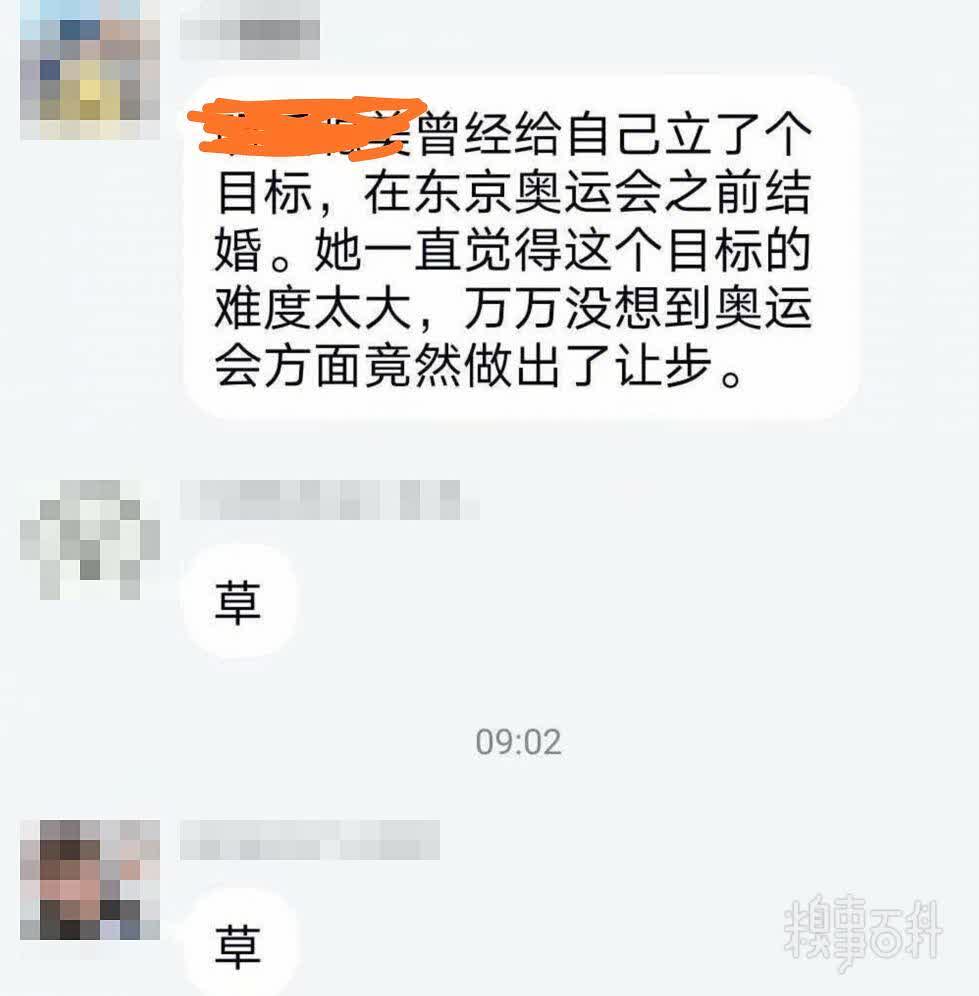 曾经给自己立了个
目标，在东京奥运会之前结
婚。她一直觉得这个目标的
难度太大，万万没想到奥运
会方面竟然做出了让步。
草
09:02
草
糗事百科